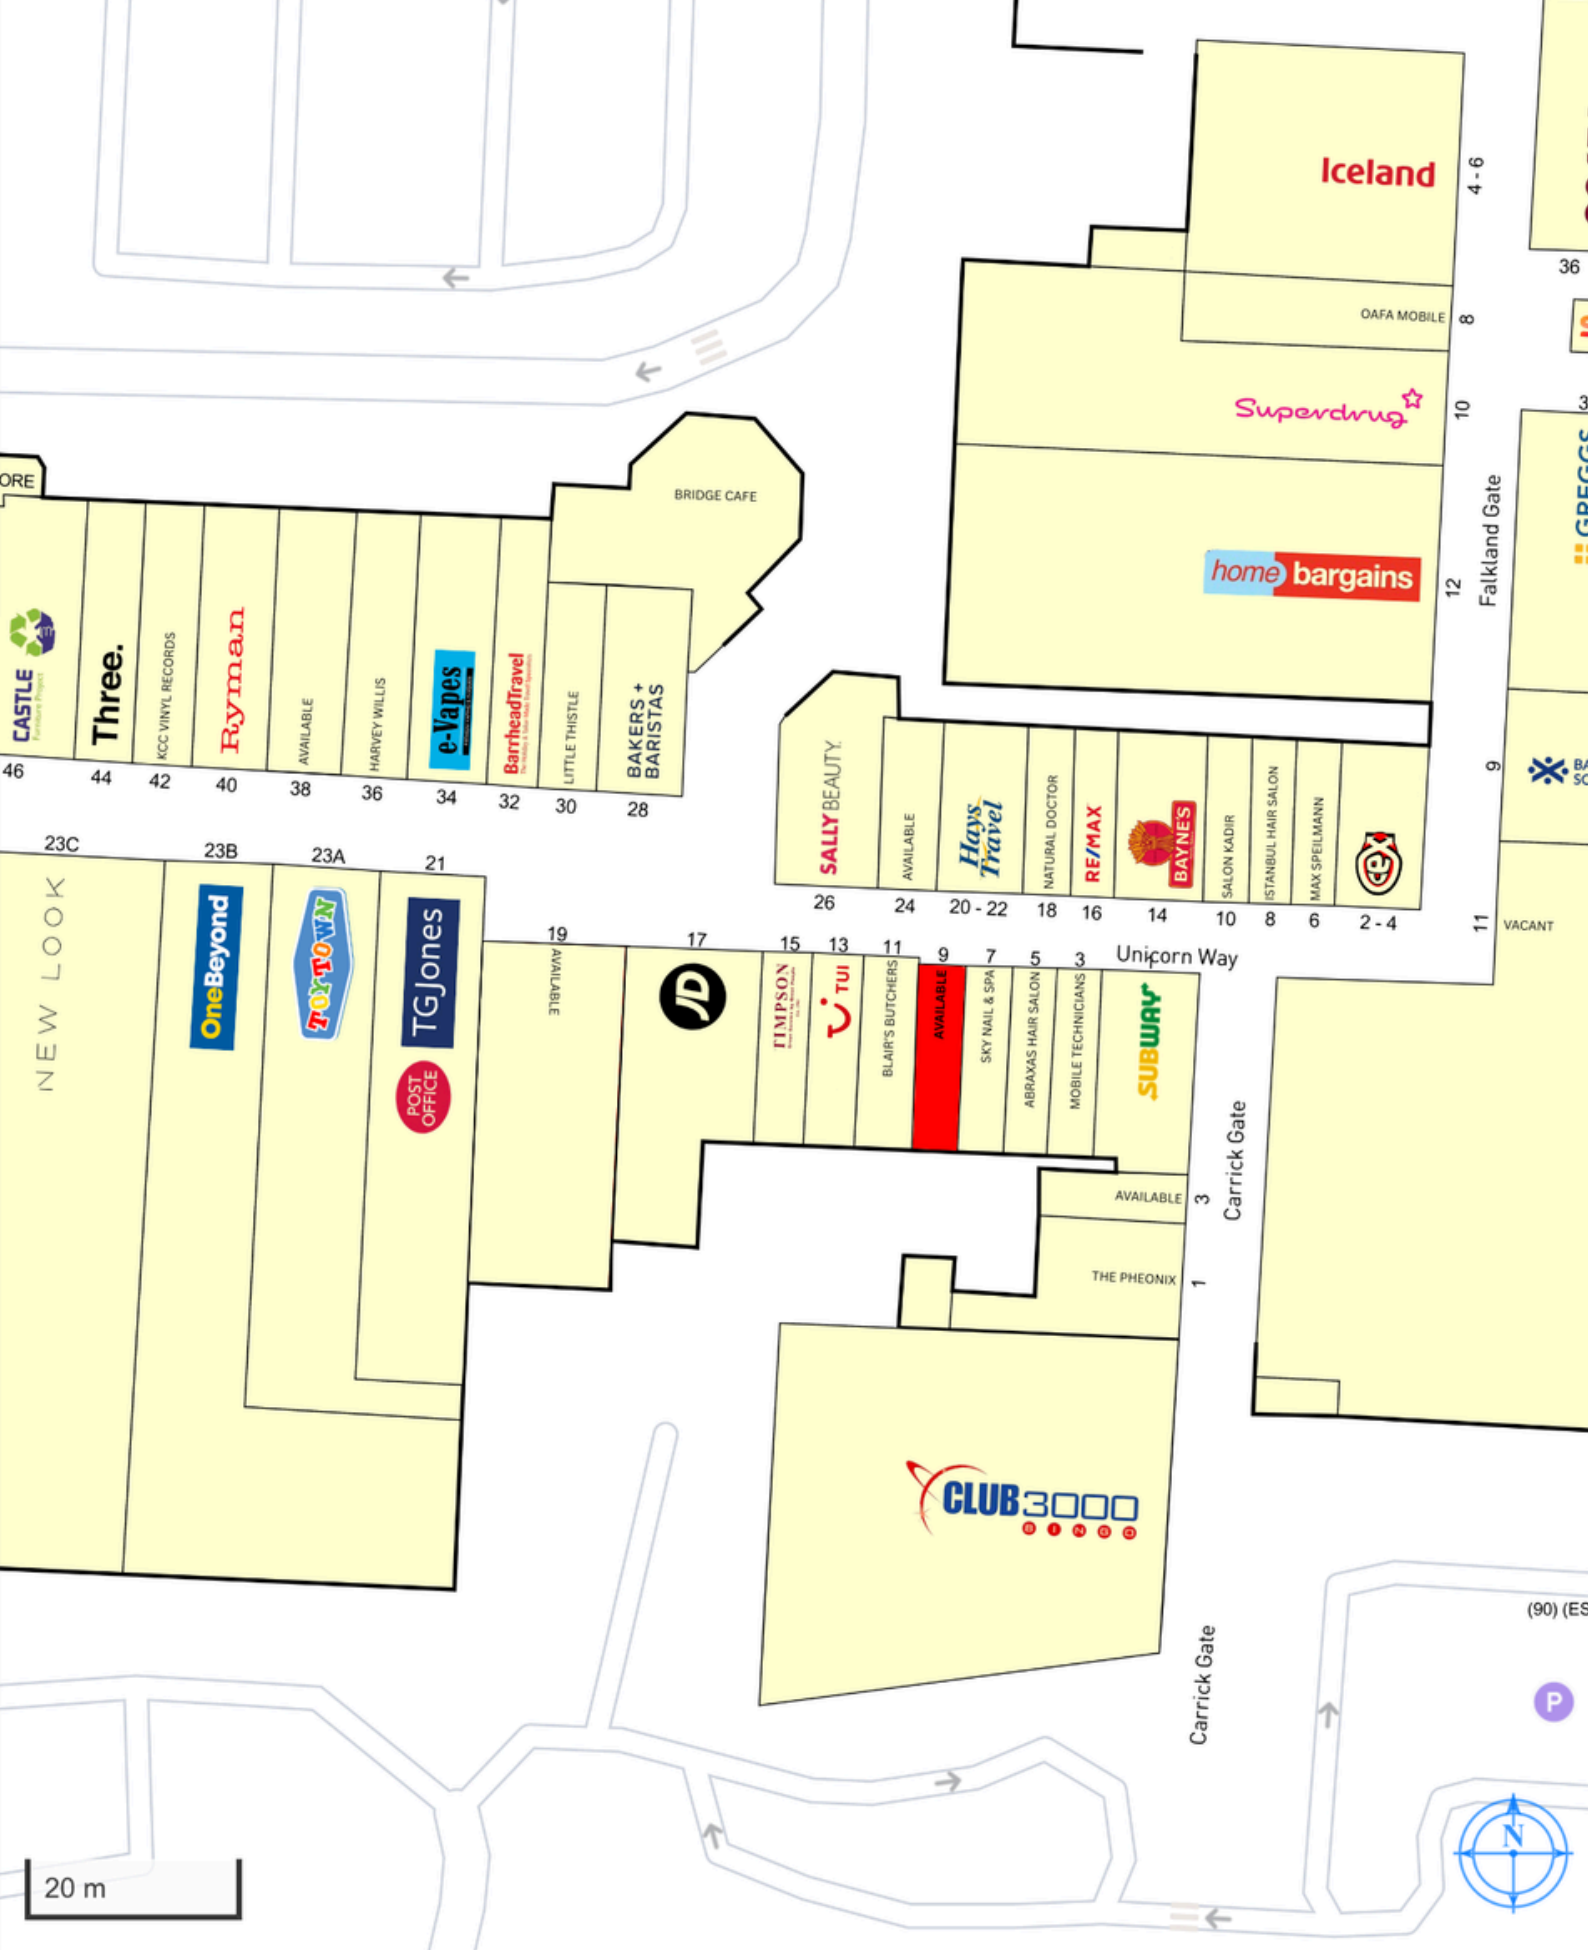 Iceland
4 - 6
36
OAFA MOBILE
8
Superdrug
10
GREGGS
Falkland Gate
home bargains
12
BRIDGE CAFE
ORE
CASTLE
Furniture Project
46
Three.
44
KCC VINYL RECORDS
42
Ryman
40
AVAILABLE
38
HARVEY WILLIS
36
e-Vapes
34
BarrheadTravel
32
LITTLE THISTLE
30
BAKERS +
BARISTAS
28
SALLY BEAUTY
26
AVAILABLE
24
Hays
Travel
20 - 22
NATURAL DOCTOR
18
RE/MAX
16
BAYNE'S
14
SALON KADIR
10
ISTANBUL HAIR SALON
8
MAX SPEILMANN
6
cex
2 - 4
9
BA
SC
11
VACANT
Unicorn Way
23C
NEW LOOK
23B
OneBeyond
23A
TOYTOWN
21
TGJones
POST
OFFICE
19
AVAILABLE
17
JD
15
TIMPSON
13
TUI
11
BLAIR'S BUTCHERS
9
AVAILABLE
7
SKY NAIL & SPA
5
ABRAXAS HAIR SALON
3
MOBILE TECHNICIANS
SUBWAY
Carrick Gate
AVAILABLE
3
THE PHEONIX
1
CLUB3000
BINGO
Carrick Gate
(90) (ES
P
N
20 m